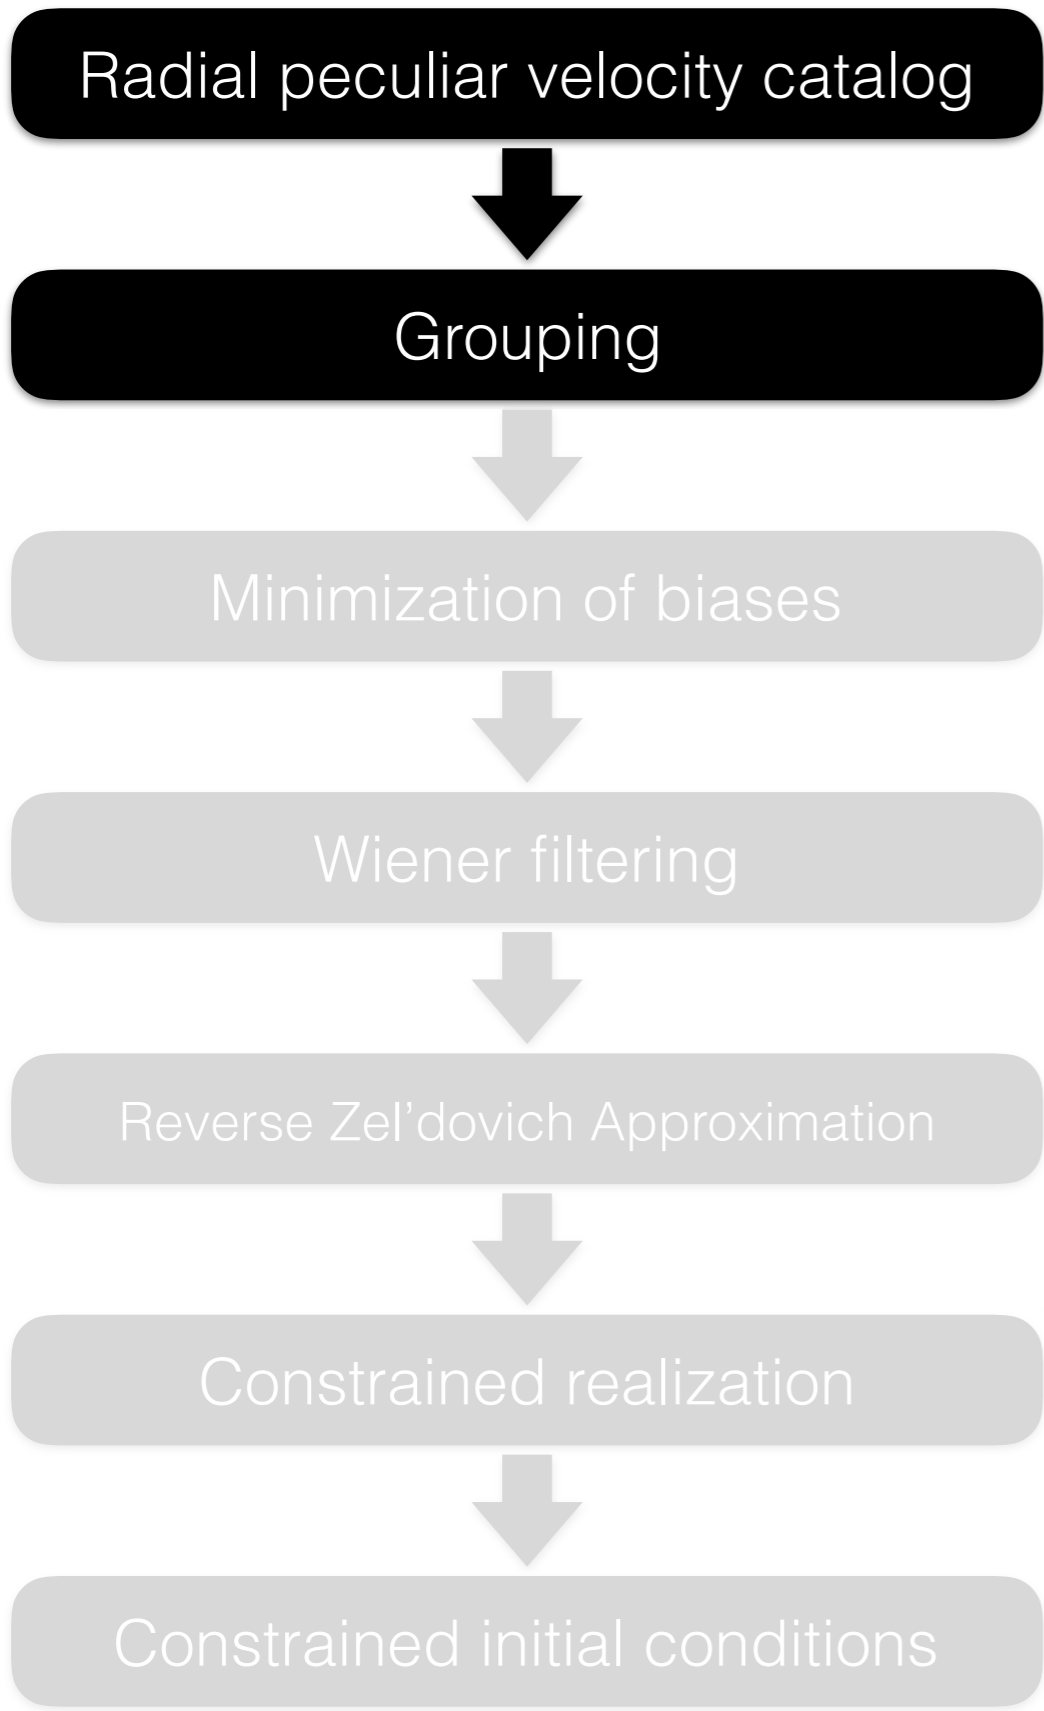 Radial peculiar velocity catalog
Grouping
Minimization of biases
Wiener filtering
Reverse Zel’dovich Approximation
Constrained realization
Constrained initial conditions